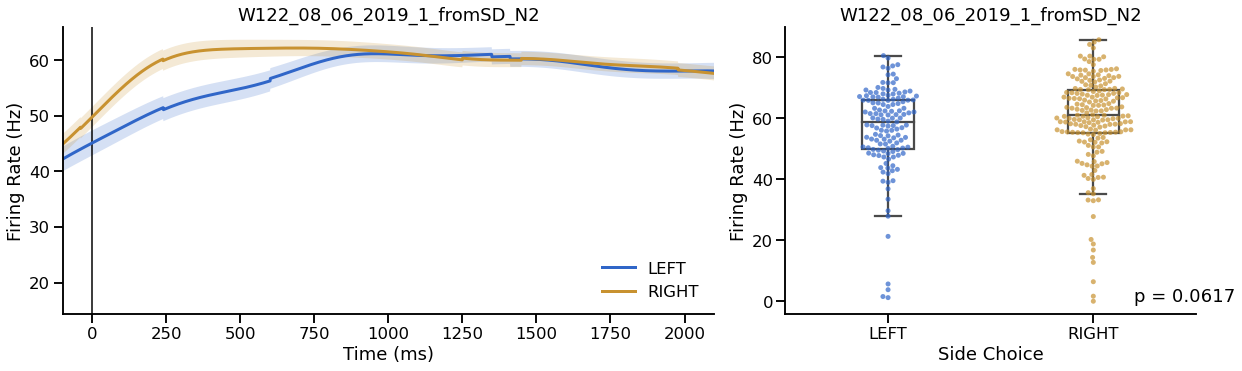 W122_08_06_2019_1_fromSD_N2
Firing Rate (Hz)
60
50
40
30
20
0
250
500
750
1000
1250
1500
1750
2000
Time (ms)
LEFT
RIGHT
W122_08_06_2019_1_fromSD_N2
Firing Rate (Hz)
80
60
40
20
0
p = 0.0617
LEFT
RIGHT
Side Choice